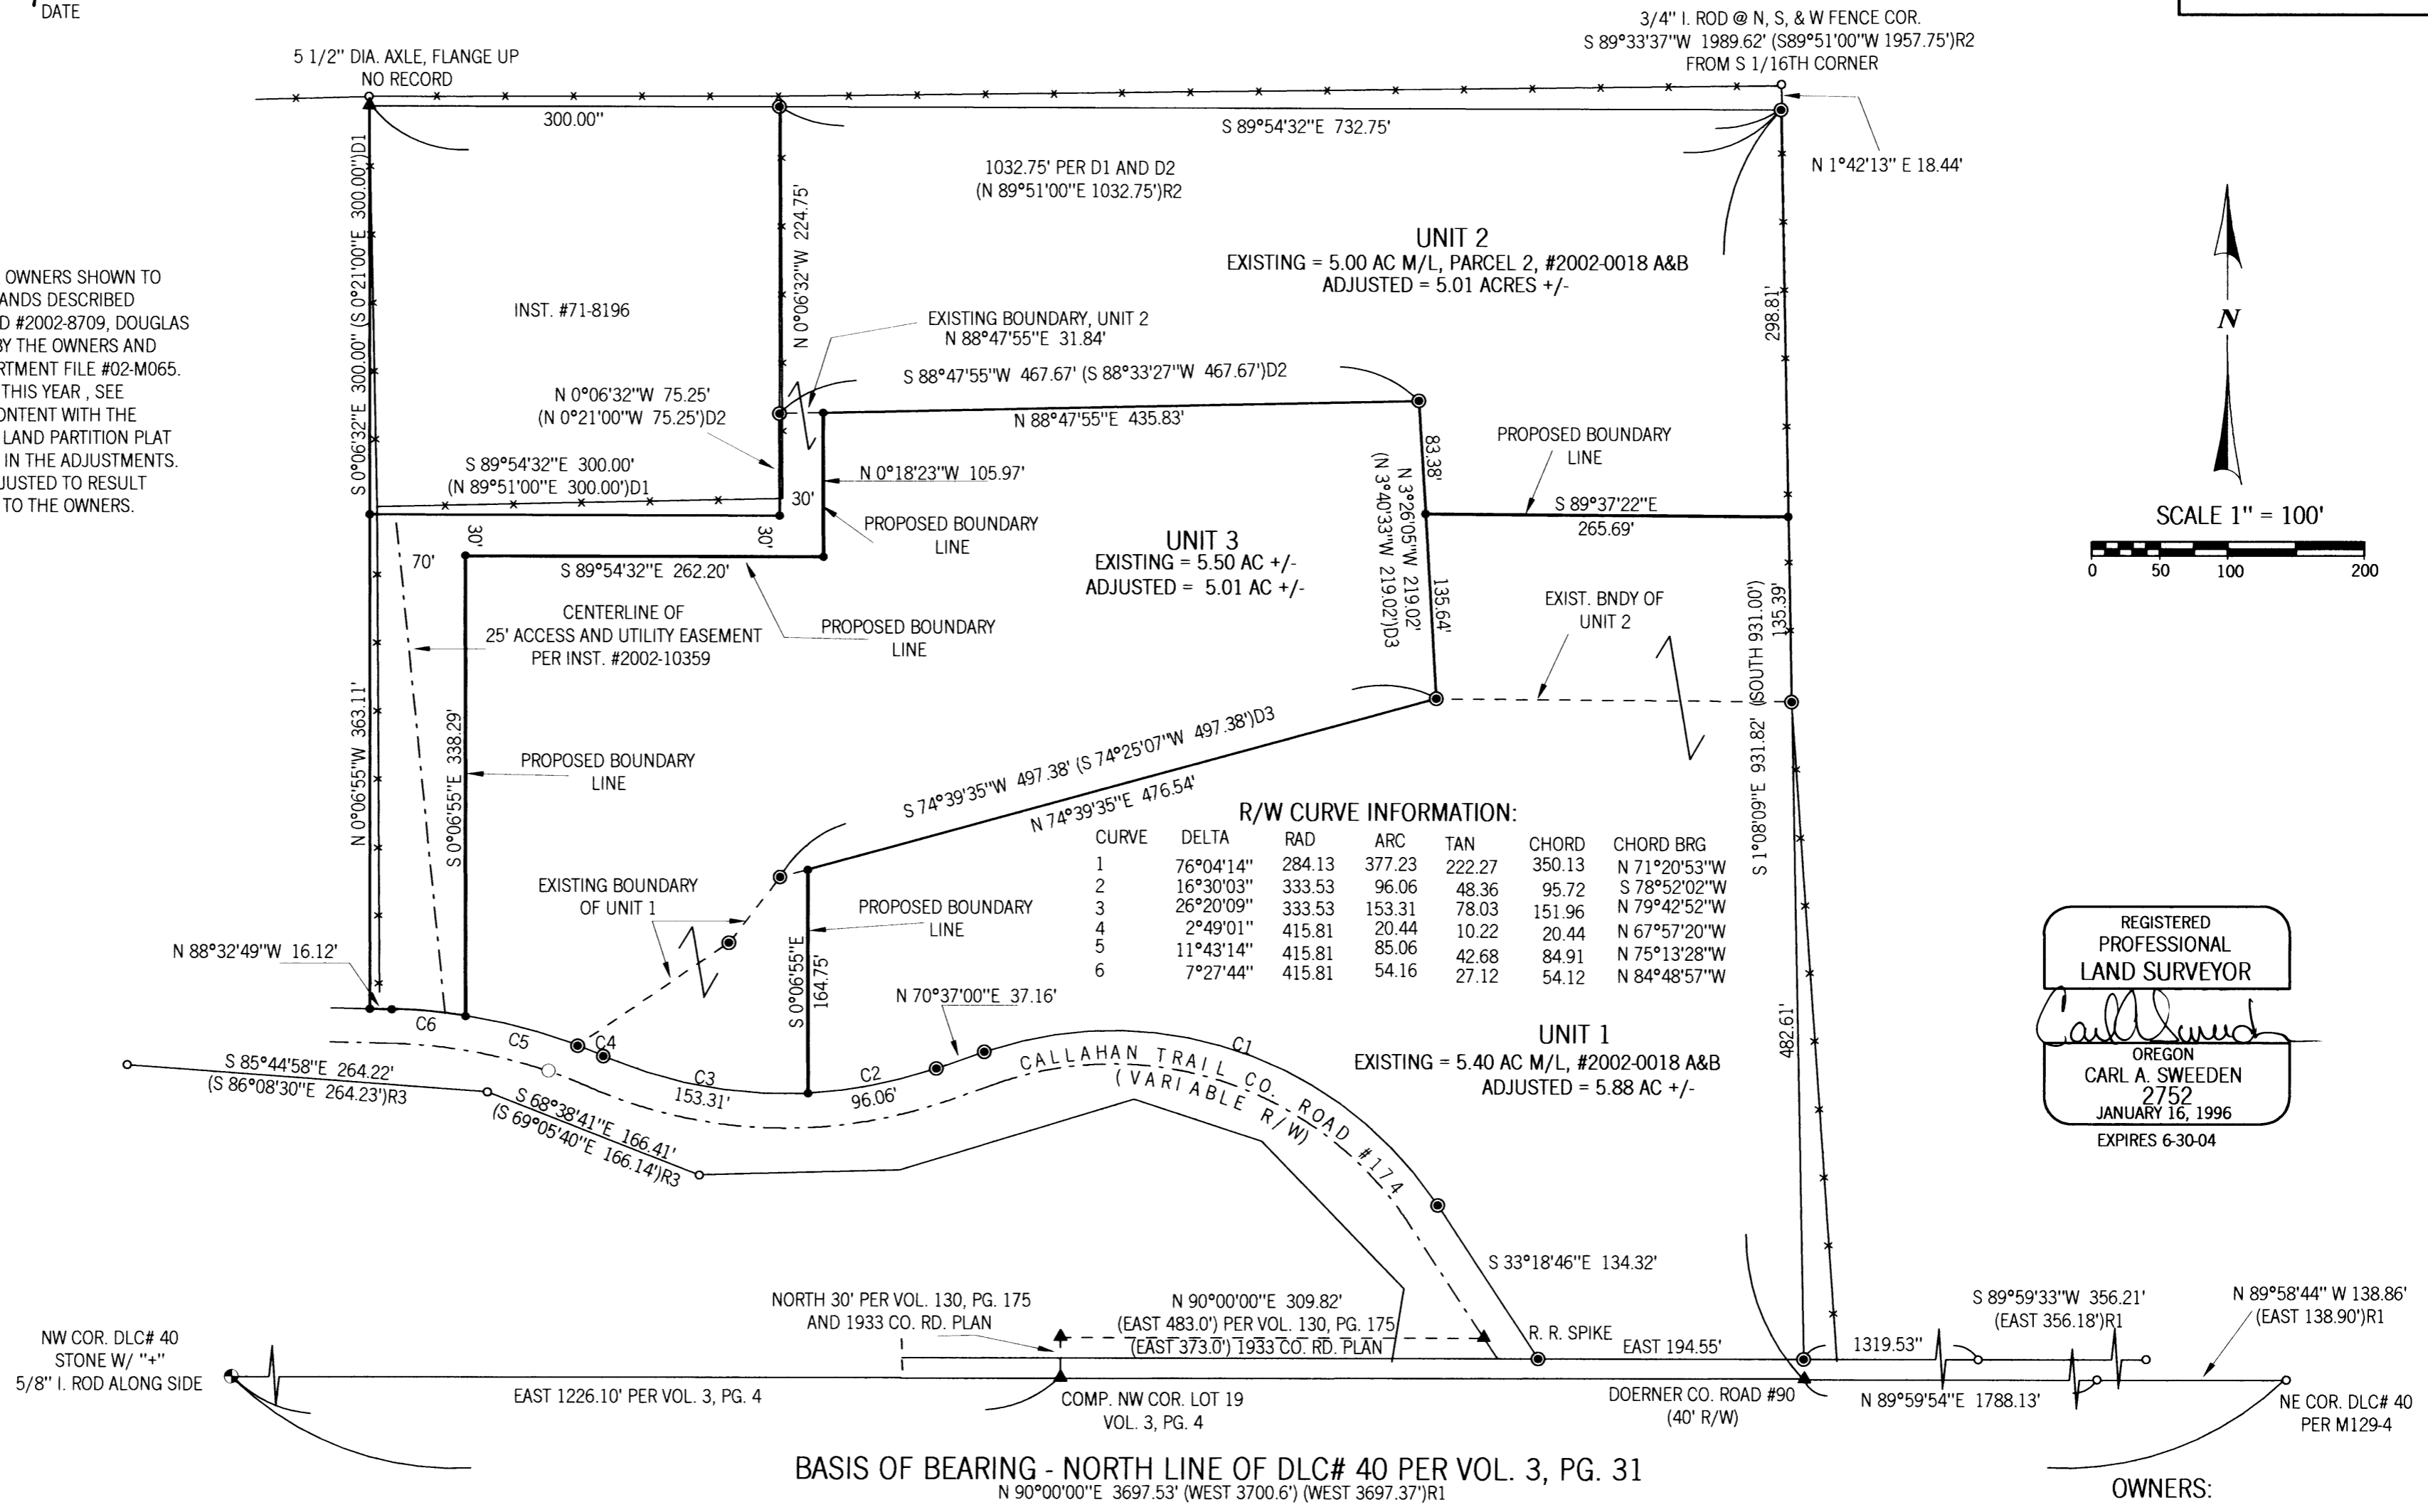 DATE
5 1/2" DIA. AXLE, FLANGE UP
NO RECORD
3/4" I. ROD @ N, S, & W FENCE COR.
S 89°33'37"W 1989.62' (S89°51'00"W 1957.75')R2
FROM S 1/16TH CORNER
300.00"
S 89°54'32"E 732.75'
1032.75' PER D1 AND D2
(N 89°51'00"E 1032.75')R2
N 1°42'13" E 18.44'
S 0°06'32"E 300.00" (S 0°21'00"E 300.00")D1
N 0°06'32"W 224.75'
UNIT 2
EXISTING = 5.00 AC M/L, PARCEL 2, #2002-0018 A&B
ADJUSTED = 5.01 ACRES +/-
298.81'
OWNERS SHOWN TO
ANDS DESCRIBED
D #2002-8709, DOUGLAS
BY THE OWNERS AND
RTMENT FILE #02-M065.
THIS YEAR , SEE
ONTENT WITH THE
LAND PARTITION PLAT
IN THE ADJUSTMENTS.
JUSTED TO RESULT
TO THE OWNERS.
INST. #71-8196
EXISTING BOUNDARY, UNIT 2
N 88°47'55"E 31.84'
S 88°47'55"W 467.67' (S 88°33'27"W 467.67')D2
N 0°06'32"W 75.25'
(N 0°21'00"W 75.25')D2
N 88°47'55"E 435.83'
S 89°54'32"E 300.00'
(N 89°51'00"E 300.00')D1
N 0°18'23"W 105.97'
30'
PROPOSED BOUNDARY
LINE
83.38'
N 3°26'05"W 219.02'
(N 3°40'33"W 219.02')D3
135.64'
PROPOSED BOUNDARY
LINE
S 89°37'22"E
265.69'
N
SCALE 1" = 100'
0 50 100 200
30'
30'
70'
S 89°54'32"E 262.20'
UNIT 3
EXISTING = 5.50 AC +/-
ADJUSTED = 5.01 AC +/-
CENTERLINE OF
25' ACCESS AND UTILITY EASEMENT
PER INST. #2002-10359
PROPOSED BOUNDARY
LINE
EXIST. BNDY OF
UNIT 2
135.39'
S 1°08'09"E 931.82' (SOUTH 931.00')
N 0°06'55"W 363.11'
S 0°06'55"E 338.29'
PROPOSED BOUNDARY
LINE
S 74°39'35"W 497.38' (S 74°25'07"W 497.38')D3
N 74°39'35"E 476.54'
R/W CURVE INFORMATION:
CURVE DELTA RAD ARC TAN CHORD CHORD BRG
1 76°04'14" 284.13 377.23 222.27 350.13 N 71°20'53"W
2 16°30'03" 333.53 96.06 48.36 95.72 S 78°52'02"W
3 26°20'09" 333.53 153.31 78.03 151.96 N 79°42'52"W
4 2°49'01" 415.81 20.44 10.22 20.44 N 67°57'20"W
5 11°43'14" 415.81 85.06 42.68 84.91 N 75°13'28"W
6 7°27'44" 415.81 54.16 27.12 54.12 N 84°48'57"W
EXISTING BOUNDARY
OF UNIT 1
PROPOSED BOUNDARY
LINE
S 0°06'55"E
164.75'
N 88°32'49"W 16.12'
N 70°37'00"E 37.16'
C6
C5
C4
C3
153.31'
C2
96.06'
C1
CALLAHAN TRAIL CO. ROAD #174
(VARIABLE R/W)
UNIT 1
EXISTING = 5.40 AC M/L, #2002-0018 A&B
ADJUSTED = 5.88 AC +/-
482.61'
REGISTERED
PROFESSIONAL
LAND SURVEYOR
OREGON
CARL A. SWEEDEN
2752
JANUARY 16, 1996
EXPIRES 6-30-04
S 85°44'58"E 264.22'
(S 86°08'30"E 264.23')R3
S 68°38'41"E 166.41'
(S 69°05'40"E 166.14')R3
S 33°18'46"E 134.32'
NORTH 30' PER VOL. 130, PG. 175
AND 1933 CO. RD. PLAN
N 90°00'00"E 309.82'
(EAST 483.0') PER VOL. 130, PG. 175
(EAST 373.0') 1933 CO. RD. PLAN
R. R. SPIKE
EAST 194.55'
1319.53"
S 89°59'33"W 356.21'
(EAST 356.18')R1
N 89°58'44" W 138.86'
(EAST 138.90')R1
NW COR. DLC# 40
STONE W/ "+"
5/8" I. ROD ALONG SIDE
EAST 1226.10' PER VOL. 3, PG. 4
COMP. NW COR. LOT 19
VOL. 3, PG. 4
DOERNER CO. ROAD #90
(40' R/W)
N 89°59'54"E 1788.13'
NE COR. DLC# 40
PER M129-4
BASIS OF BEARING - NORTH LINE OF DLC# 40 PER VOL. 3, PG. 31
N 90°00'00"E 3697.53' (WEST 3700.6') (WEST 3697.37')R1
OWNERS: